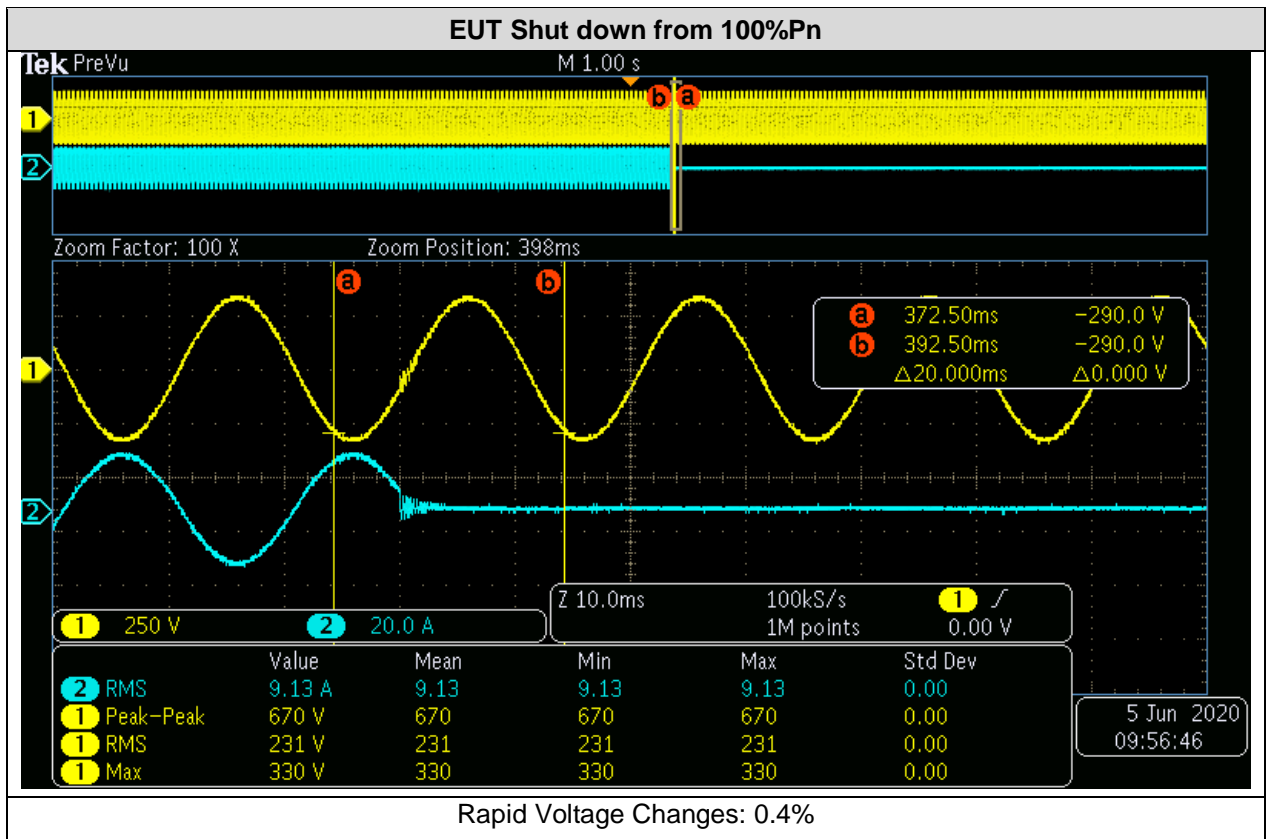 EUT Shut down from 100%Pn
Tek PreVu M 1.00 s
b a
1
2
Zoom Factor: 100 X Zoom Position: 398ms
a b
a 372.50ms -290.0 V
b 392.50ms -290.0 V
△20.000ms △0.000 V
1
2
Z 10.0ms 100kS/s 1 /
1M points 0.00 V
1 250 V 2 20.0 A
Value Mean Min Max Std Dev
2 RMS 9.13 A 9.13 9.13 9.13 0.00
1 Peak-Peak 670 V 670 670 670 0.00
1 RMS 231 V 231 231 231 0.00
1 Max 330 V 330 330 330 0.00
5 Jun 2020
09:56:46
Rapid Voltage Changes: 0.4%